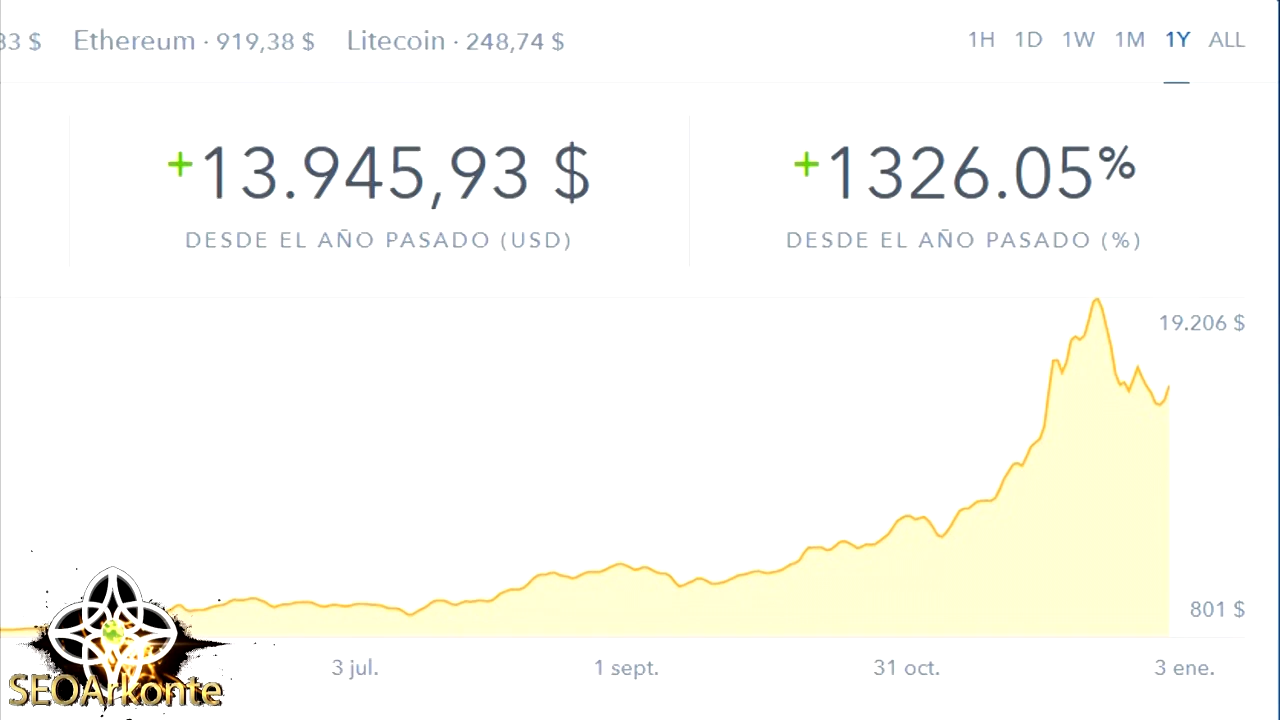 83 $ Ethereum · 919,38 $ Litecoin · 248,74 $ 1H 1D 1W 1M 1Y ALL
+13.945,93 $ +1326.05%
DESDE EL AÑO PASADO (USD) DESDE EL AÑO PASADO (%)
19.206 $
801 $
3 jul. 1 sept. 31 oct. 3 ene.
SEOArkonte